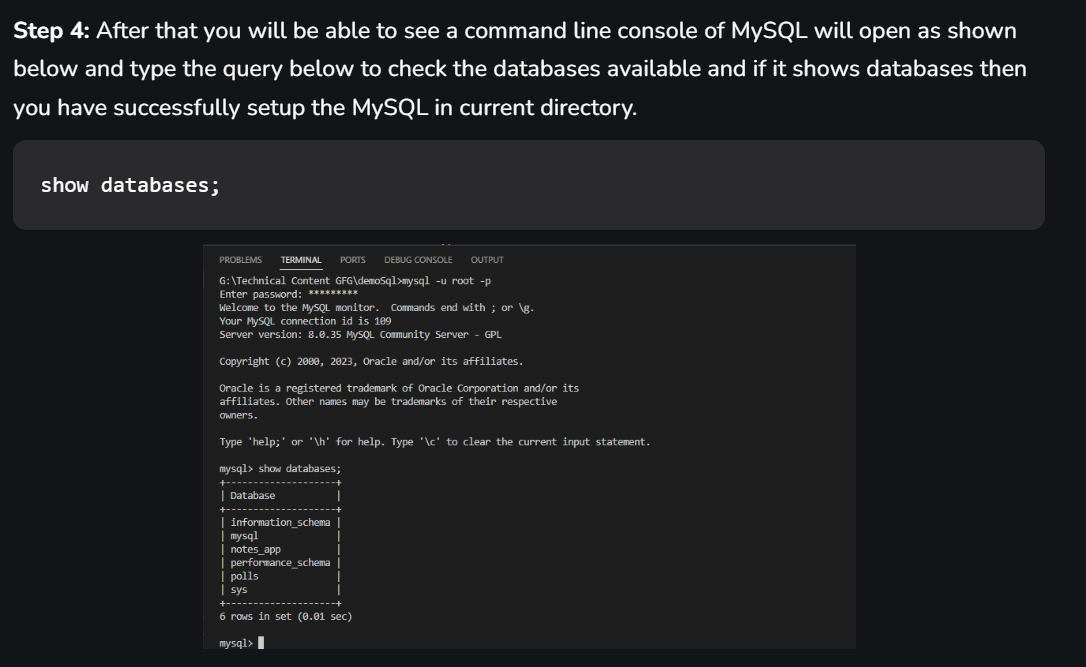 Step 4: After that you will be able to see a command line console of MySQL will open as shown
below and type the query below to check the databases available and if it shows databases then
you have successfully setup the MySQL in current directory.
show databases;
PROBLEMS TERMINAL PORTS DEBUG CONSOLE OUTPUT
G:\Technical Content GFG\demoSql>mysql -u root -p
Enter password: *********
Welcome to the MySQL monitor.  Commands end with ; or \g.
Your MySQL connection id is 109
Server version: 8.0.35 MySQL Community Server - GPL
Copyright (c) 2000, 2023, Oracle and/or its affiliates.
Oracle is a registered trademark of Oracle Corporation and/or its
affiliates. Other names may be trademarks of their respective
owners.
Type 'help;' or '\h' for help. Type '\c' to clear the current input statement.
mysql> show databases;
+--------------------+
| Database           |
+--------------------+
| information_schema |
| mysql              |
| notes_app          |
| performance_schema |
| polls              |
| sys                |
+--------------------+
6 rows in set (0.01 sec)
mysql>